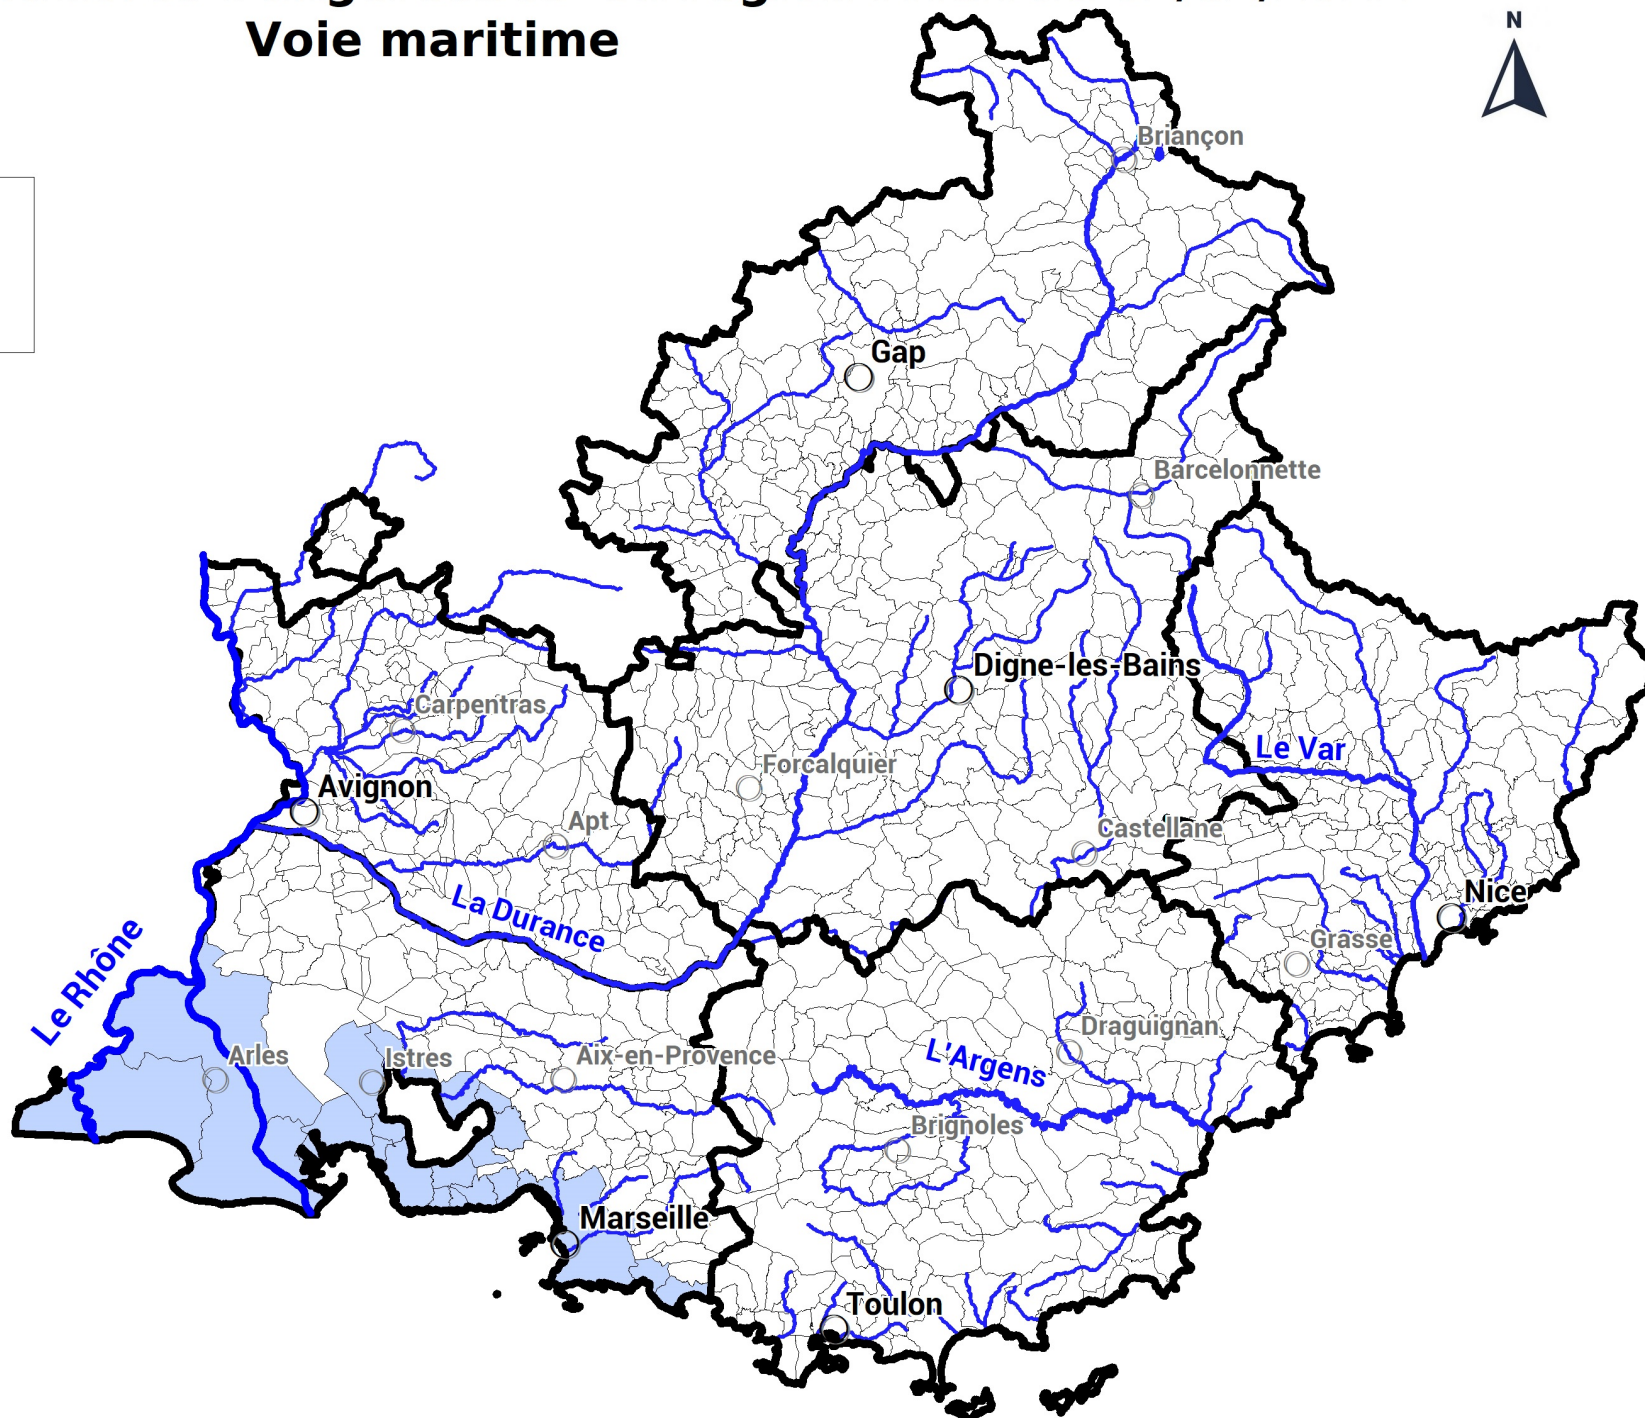 Voie maritime
N
Briançon
Gap
Barcelonnette
Digne-les-Bains
Carpentras
Le Var
Forcalquier
Avignon
Apt
Castellane
La Durance
Nice
Grasse
Le Rhône
Draguignan
Arles
Istres
Aix-en-Provence
L'Argens
Brignoles
Marseille
Toulon